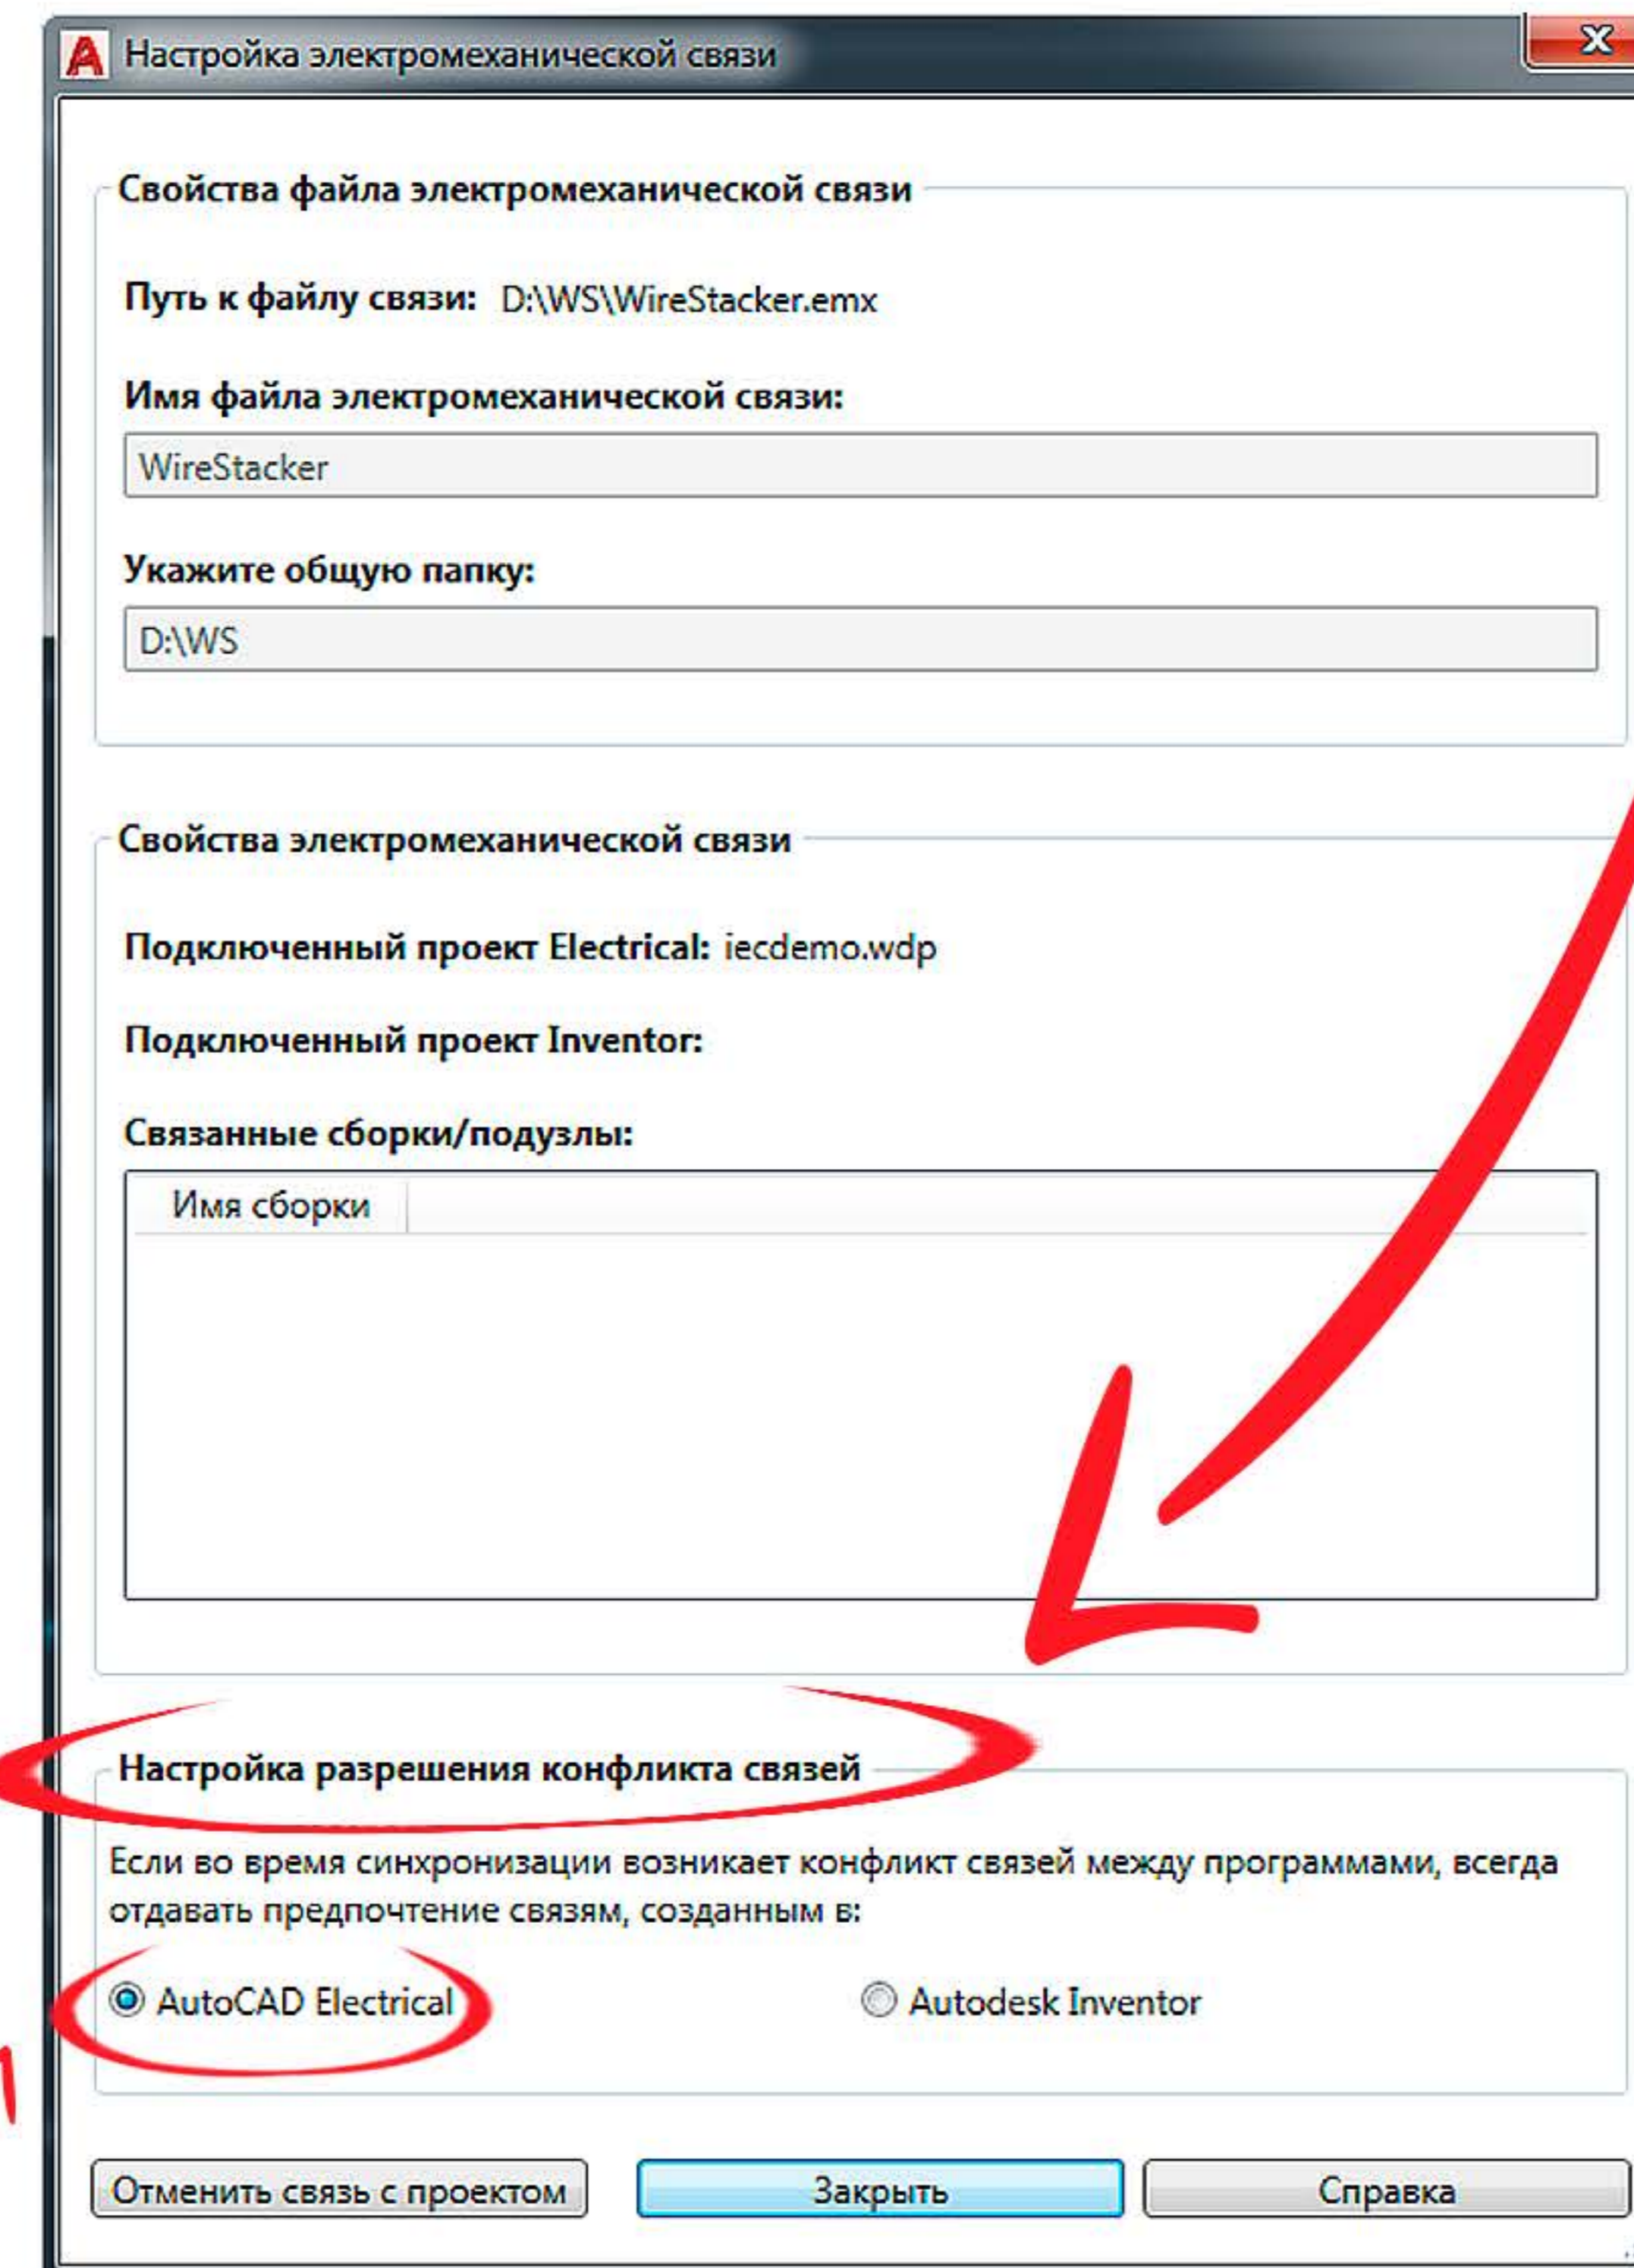 Настройка электромеханической связи
Свойства файла электромеханической связи
Путь к файлу связи: D:\WS\WireStacker.emx
Имя файла электромеханической связи:
WireStacker
Укажите общую папку:
D:\WS
Свойства электромеханической связи
Подключенный проект Electrical: iecdemo.wdp
Подключенный проект Inventor:
Связанные сборки/подузлы:
Имя сборки
Настройка разрешения конфликта связей
Если во время синхронизации возникает конфликт связей между программами, всегда
отдавать предпочтение связям, созданным в:
AutoCAD Electrical Autodesk Inventor
Отменить связь с проектом Закрыть Справка